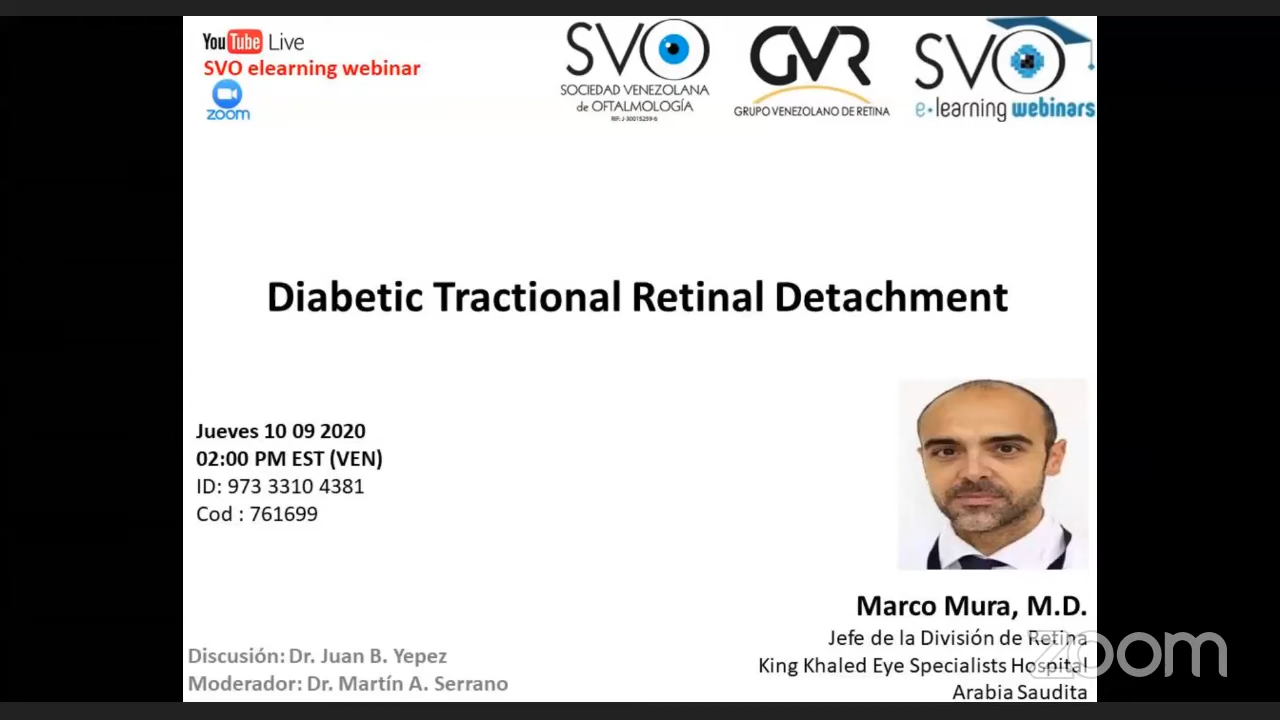 YouTube Live
SVO elearning webinar
zoom
SVO
SOCIEDAD VENEZOLANA
de OFTALMOLOGÍA
RIF: J-30015259-6
GVR
GRUPO VENEZOLANO DE RETINA
SVO
e-learning webinars
Diabetic Tractional Retinal Detachment
Jueves 10 09 2020
02:00 PM EST (VEN)
ID: 973 3310 4381
Cod : 761699
Marco Mura, M.D.
Jefe de la División de Retina
King Khaled Eye Specialists Hospital
Arabia Saudita
zoom
Discusión: Dr. Juan B. Yepez
Moderador: Dr. Martín A. Serrano